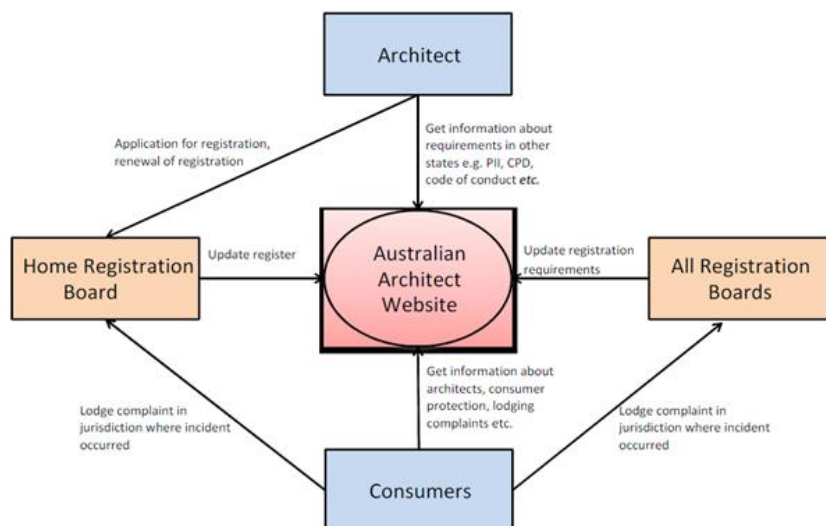 Architect
Application for registration,
renewal of registration
Get information about
requirements in other
states e.g. PII, CPD,
code of conduct etc.
Home Registration
Board
Update register
Australian
Architect
Website
Update registration
requirements
All Registration
Boards
Lodge complaint in
jurisdiction where incident
occurred
Get information about
architects, consumer
protection, lodging
complaints etc.
Lodge complaint in
jurisdiction where incident
occurred
Consumers